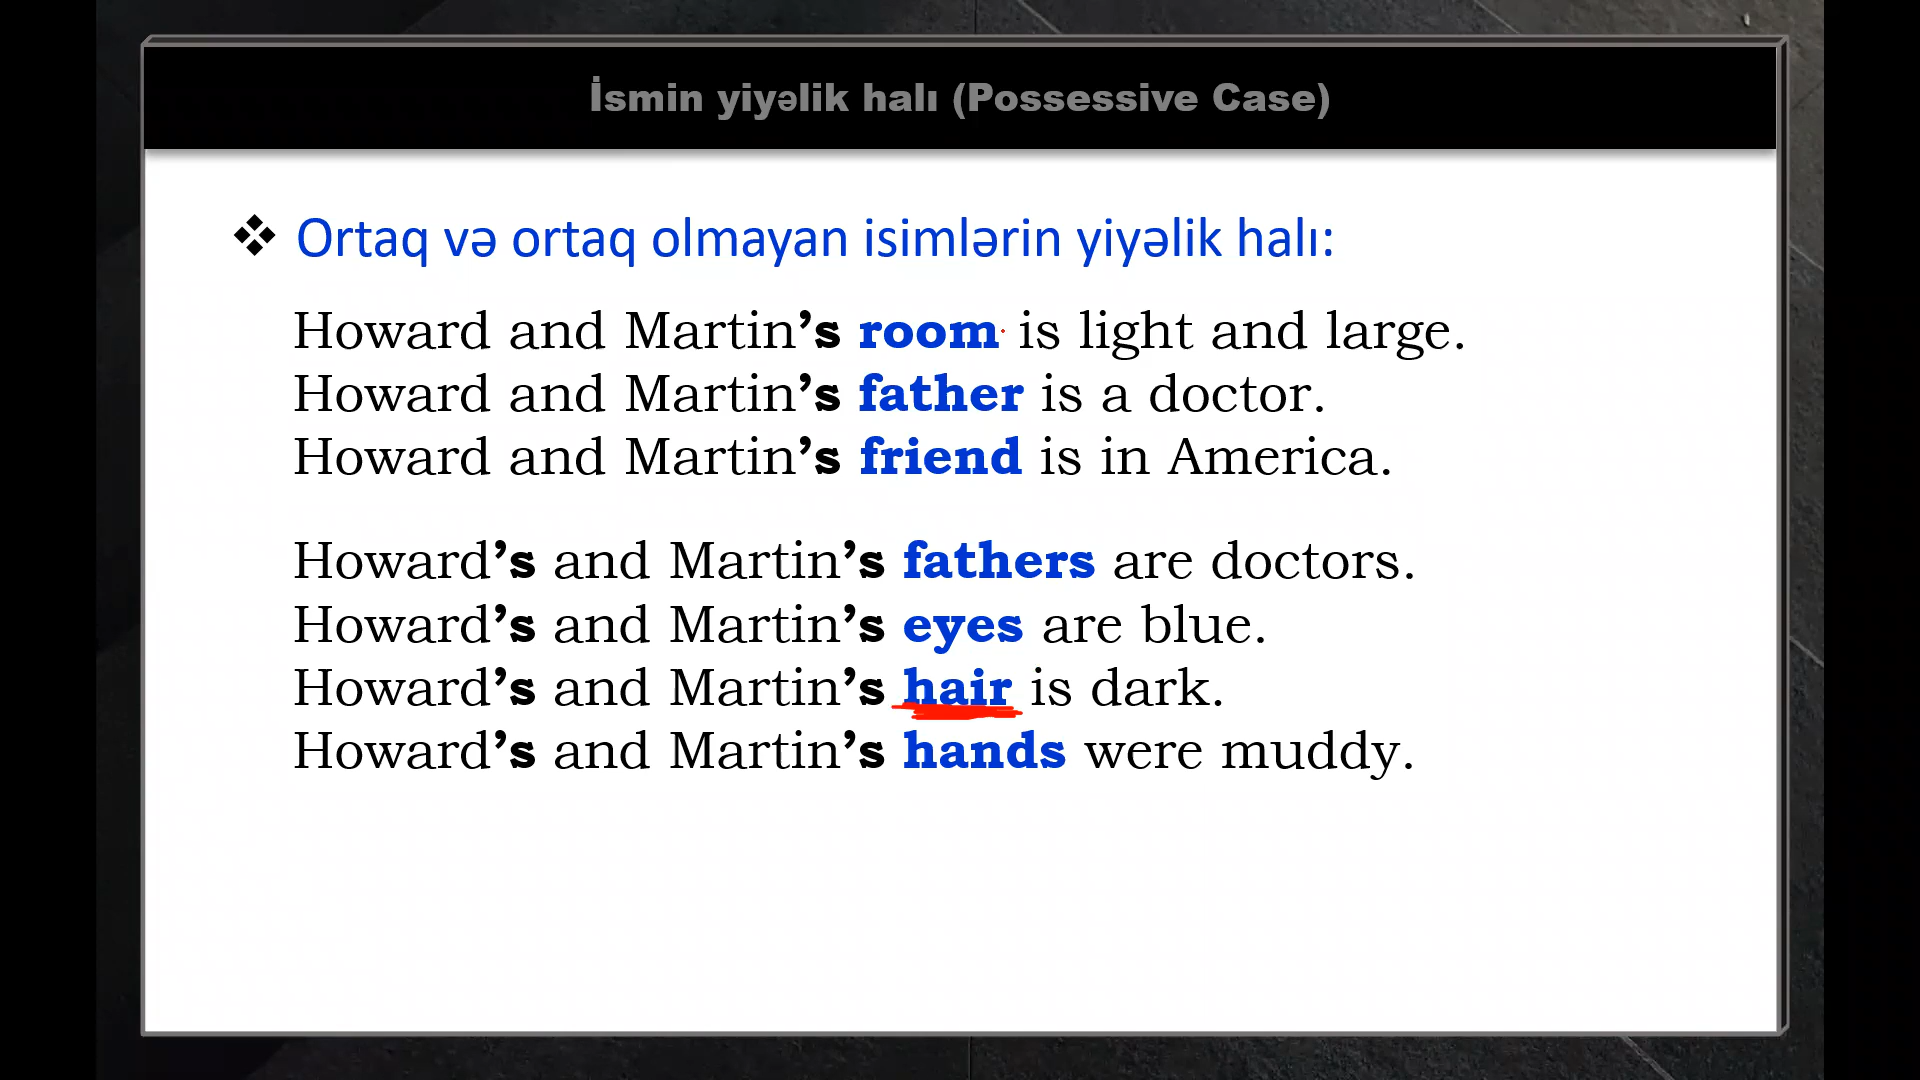 İsmin yiyəlik halı (Possessive Case)
Ortaq və ortaq olmayan isimlərin yiyəlik halı:
Howard and Martin’s room is light and large.
Howard and Martin’s father is a doctor.
Howard and Martin’s friend is in America.
Howard’s and Martin’s fathers are doctors.
Howard’s and Martin’s eyes are blue.
Howard’s and Martin’s hair is dark.
Howard’s and Martin’s hands were muddy.